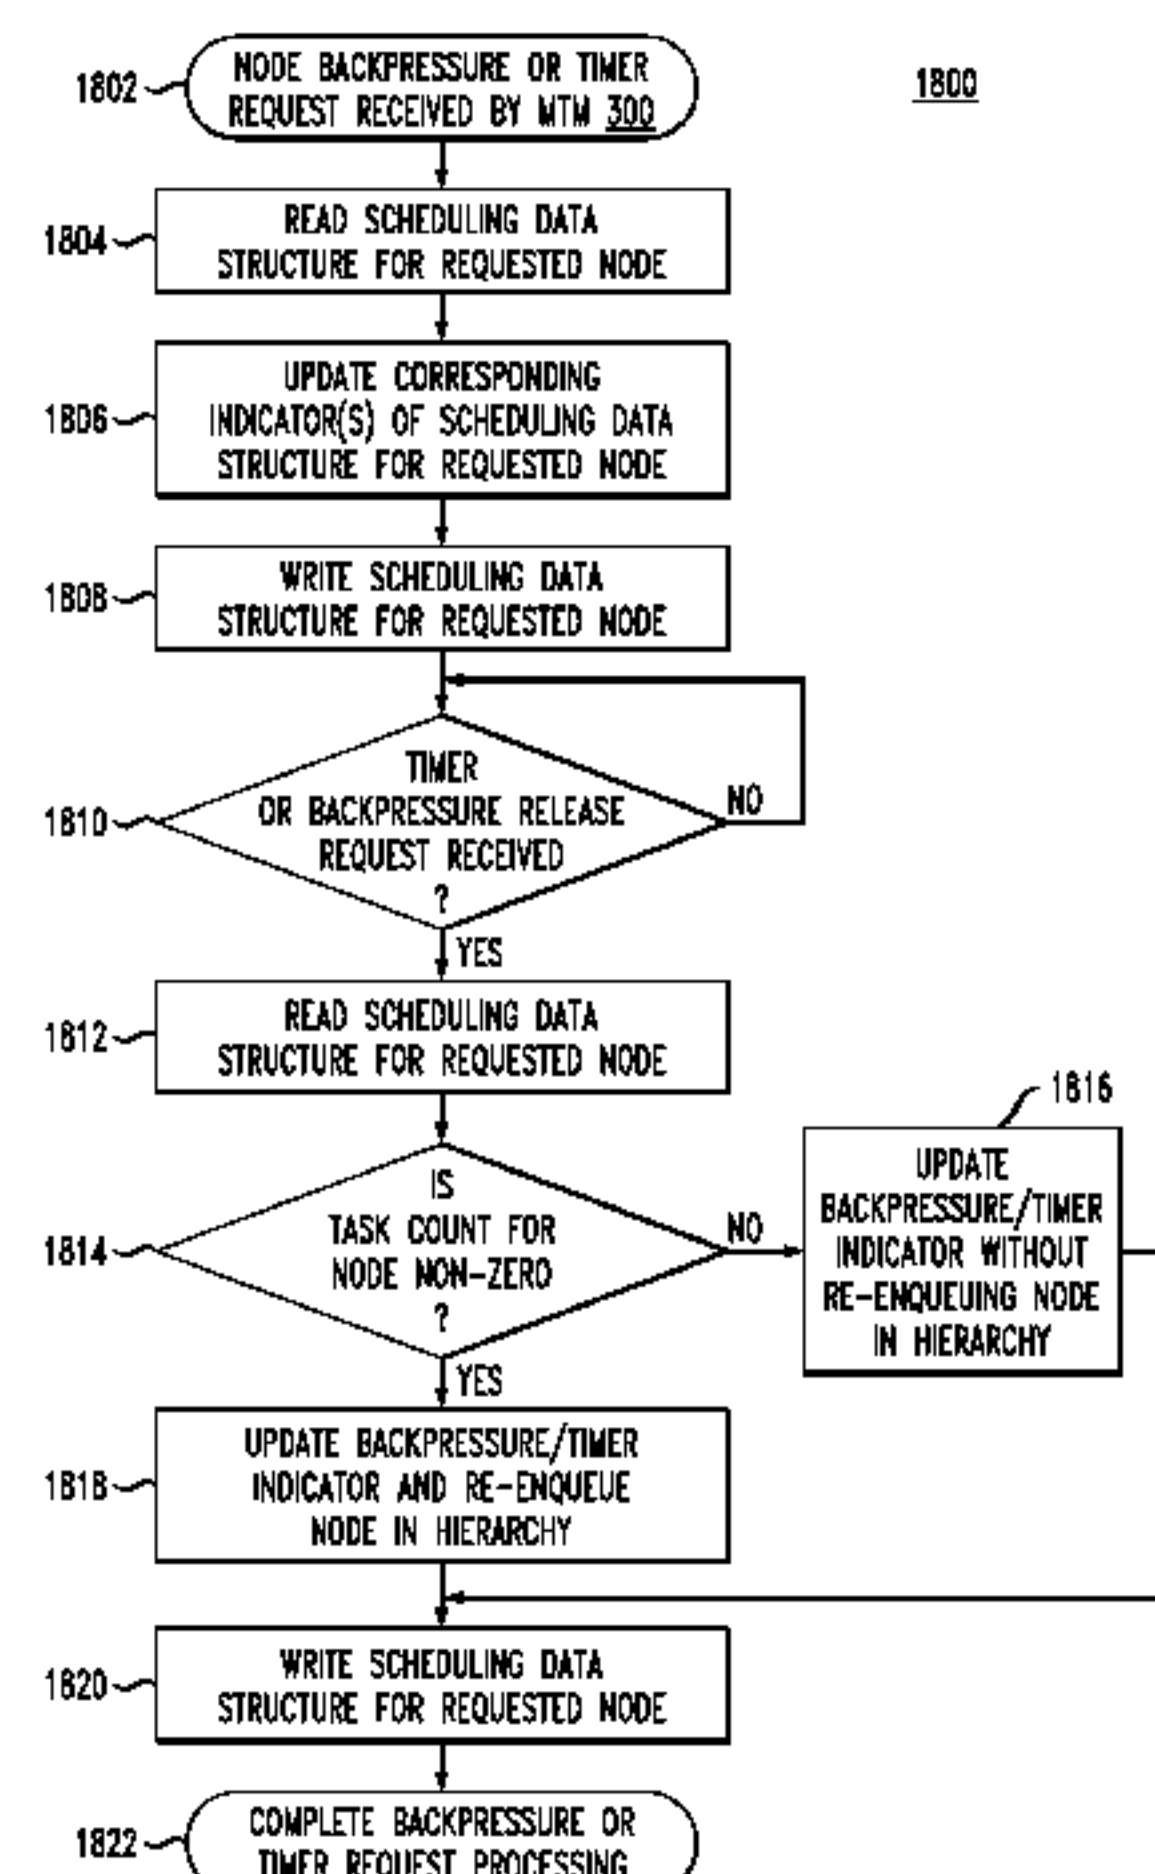 1802
NODE BACKPRESSURE OR TIMER
REQUEST RECEIVED BY MTM 300
1800
1804
READ SCHEDULING DATA
STRUCTURE FOR REQUESTED NODE
1806
UPDATE CORRESPONDING
INDICATOR(S) OF SCHEDULING DATA
STRUCTURE FOR REQUESTED NODE
1808
WRITE SCHEDULING DATA
STRUCTURE FOR REQUESTED NODE
1810
TIMER
OR BACKPRESSURE RELEASE
REQUEST RECEIVED
?
NO
YES
1812
READ SCHEDULING DATA
STRUCTURE FOR REQUESTED NODE
1814
IS
TASK COUNT FOR
NODE NON-ZERO
?
NO
1816
UPDATE
BACKPRESSURE/TIMER
INDICATOR WITHOUT
RE-ENQUEUING NODE
IN HIERARCHY
YES
1818
UPDATE BACKPRESSURE/TIMER
INDICATOR AND RE-ENQUEUE
NODE IN HIERARCHY
1820
WRITE SCHEDULING DATA
STRUCTURE FOR REQUESTED NODE
1822
COMPLETE BACKPRESSURE OR
TIMER REQUEST PROCESSING